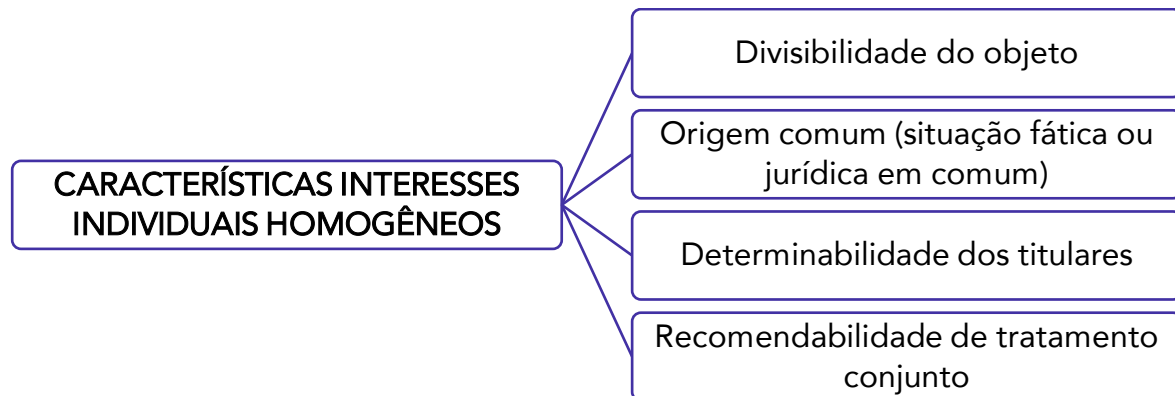 CARACTERÍSTICAS INTERESSES
INDIVIDUAIS HOMOGÊNEOS
Divisibilidade do objeto
Origem comum (situação fática ou
jurídica em comum)
Determinabilidade dos titulares
Recomendabilidade de tratamento
conjunto